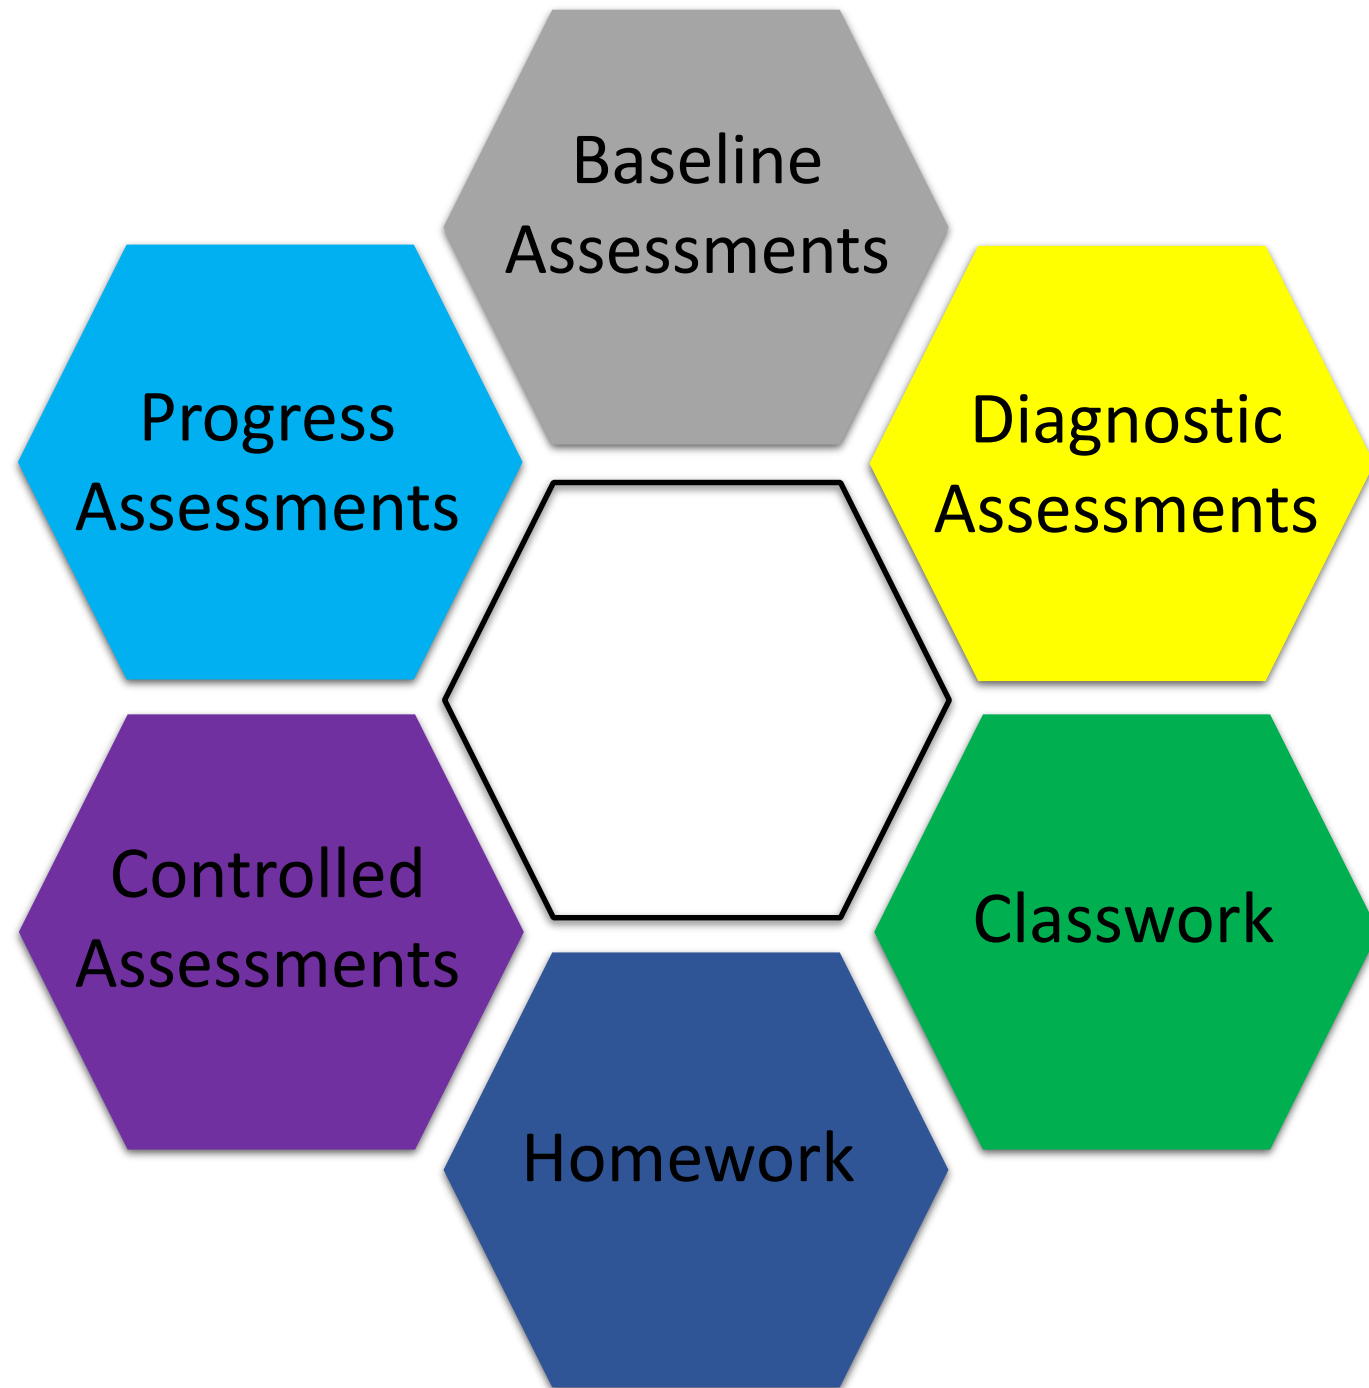 Baseline
Assessments
Progress
Assessments
Diagnostic
Assessments
Controlled
Assessments
Classwork
Homework